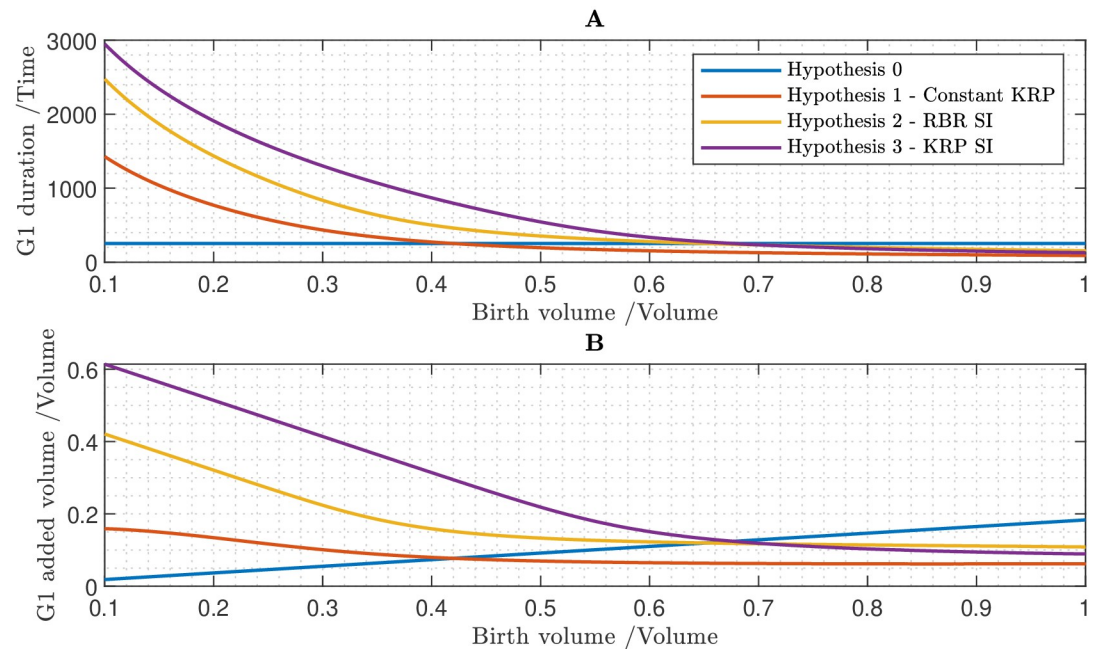 A
3000
2000
1000
0
G1 duration /Time
Hypothesis 0
Hypothesis 1 - Constant KRP
Hypothesis 2 - RBR SI
Hypothesis 3 - KRP SI
0.1 0.2 0.3 0.4 0.5 0.6 0.7 0.8 0.9 1
Birth volume /Volume
B
0.6
0.4
0.2
0
G1 added volume /Volume
0.1 0.2 0.3 0.4 0.5 0.6 0.7 0.8 0.9 1
Birth volume /Volume